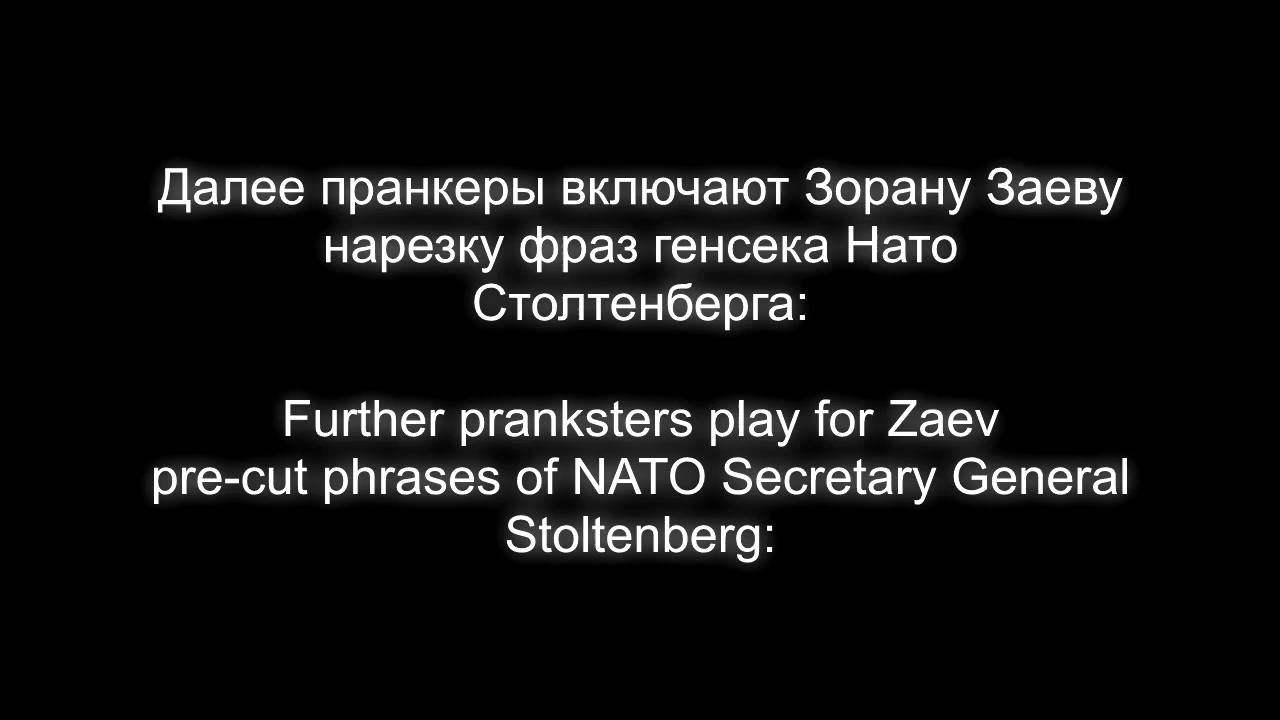 Далее пранкеры включают Зорану Заеву
нарезку фраз генсека Нато
Столтенберга:
Further pranksters play for Zaev
pre-cut phrases of NATO Secretary General
Stoltenberg: